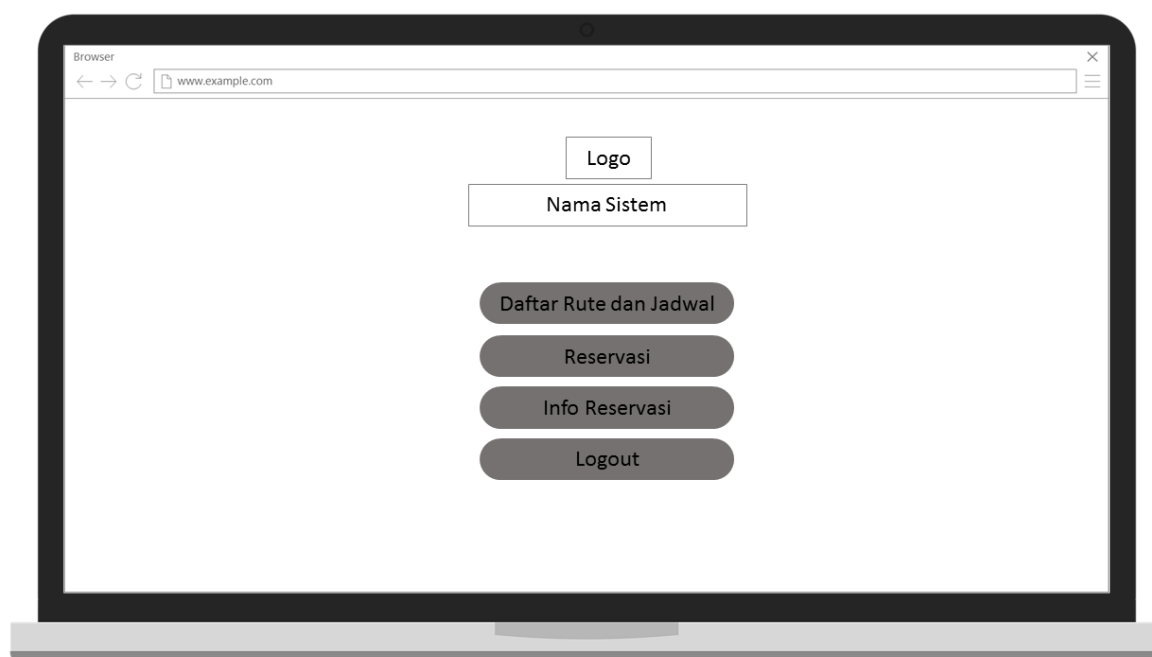 Browser
www.example.com
Logo
Nama Sistem
Daftar Rute dan Jadwal
Reservasi
Info Reservasi
Logout